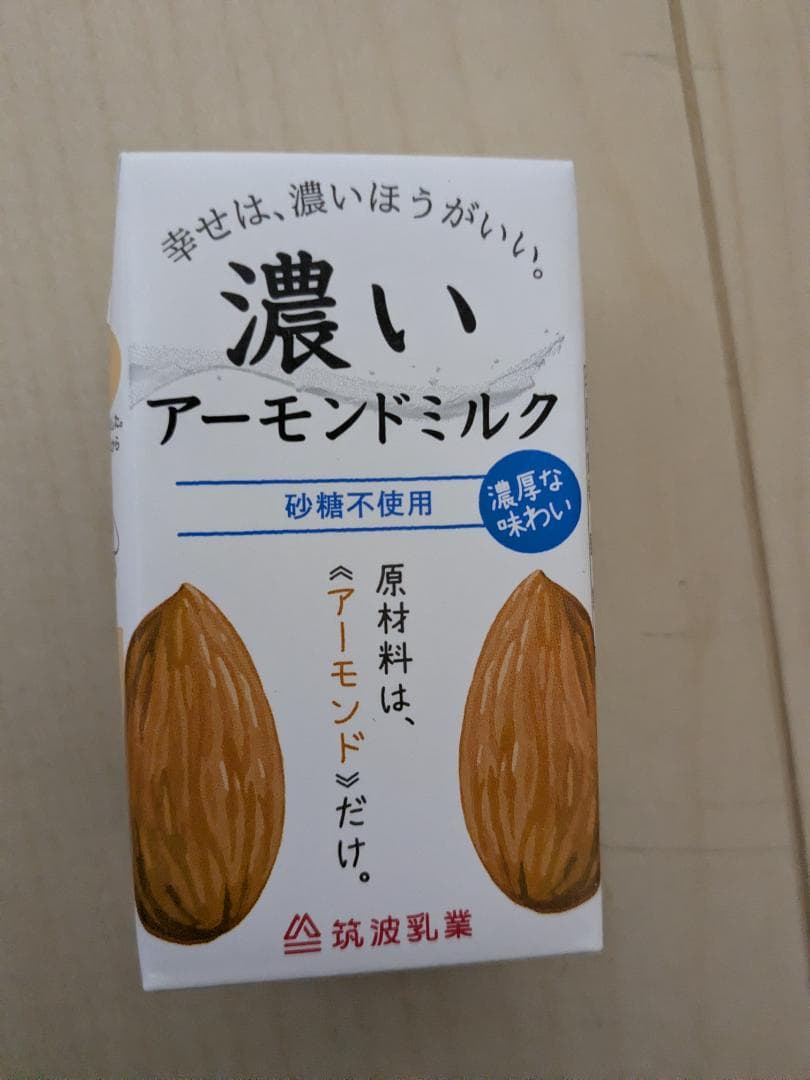 幸せは、濃いほうがいい。
濃い
アーモンドミルク
砂糖不使用
濃厚な
味わい
原材料は、
《アーモンド》だけ。
筑波乳業